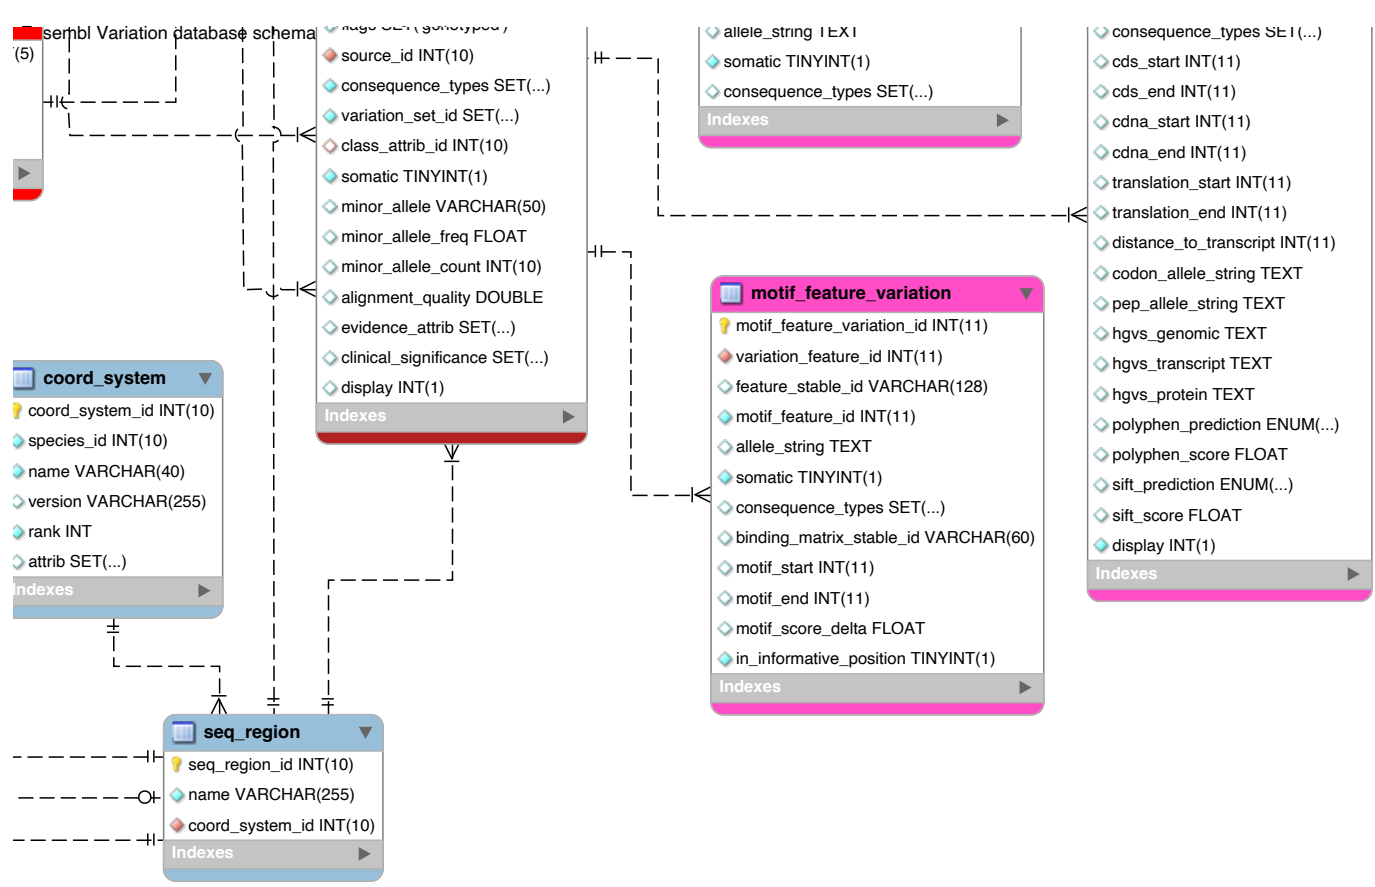 sembl Variation database schema
(5)
source_id INT(10)
consequence_types SET(...)
variation_set_id SET(...)
class_attrib_id INT(10)
somatic TINYINT(1)
minor_allele VARCHAR(50)
minor_allele_freq FLOAT
minor_allele_count INT(10)
alignment_quality DOUBLE
evidence_attrib SET(...)
clinical_significance SET(...)
display INT(1)
Indexes
allele_string TEXT
somatic TINYINT(1)
consequence_types SET(...)
Indexes
consequence_types SET(...)
cds_start INT(11)
cds_end INT(11)
cdna_start INT(11)
cdna_end INT(11)
translation_start INT(11)
translation_end INT(11)
distance_to_transcript INT(11)
codon_allele_string TEXT
pep_allele_string TEXT
hgvs_genomic TEXT
hgvs_transcript TEXT
hgvs_protein TEXT
polyphen_prediction ENUM(...)
polyphen_score FLOAT
sift_prediction ENUM(...)
sift_score FLOAT
display INT(1)
Indexes
motif_feature_variation
motif_feature_variation_id INT(11)
variation_feature_id INT(11)
feature_stable_id VARCHAR(128)
motif_feature_id INT(11)
allele_string TEXT
somatic TINYINT(1)
consequence_types SET(...)
binding_matrix_stable_id VARCHAR(60)
motif_start INT(11)
motif_end INT(11)
motif_score_delta FLOAT
in_informative_position TINYINT(1)
Indexes
coord_system
coord_system_id INT(10)
species_id INT(10)
name VARCHAR(40)
version VARCHAR(255)
rank INT
attrib SET(...)
Indexes
seq_region
seq_region_id INT(10)
name VARCHAR(255)
coord_system_id INT(10)
Indexes